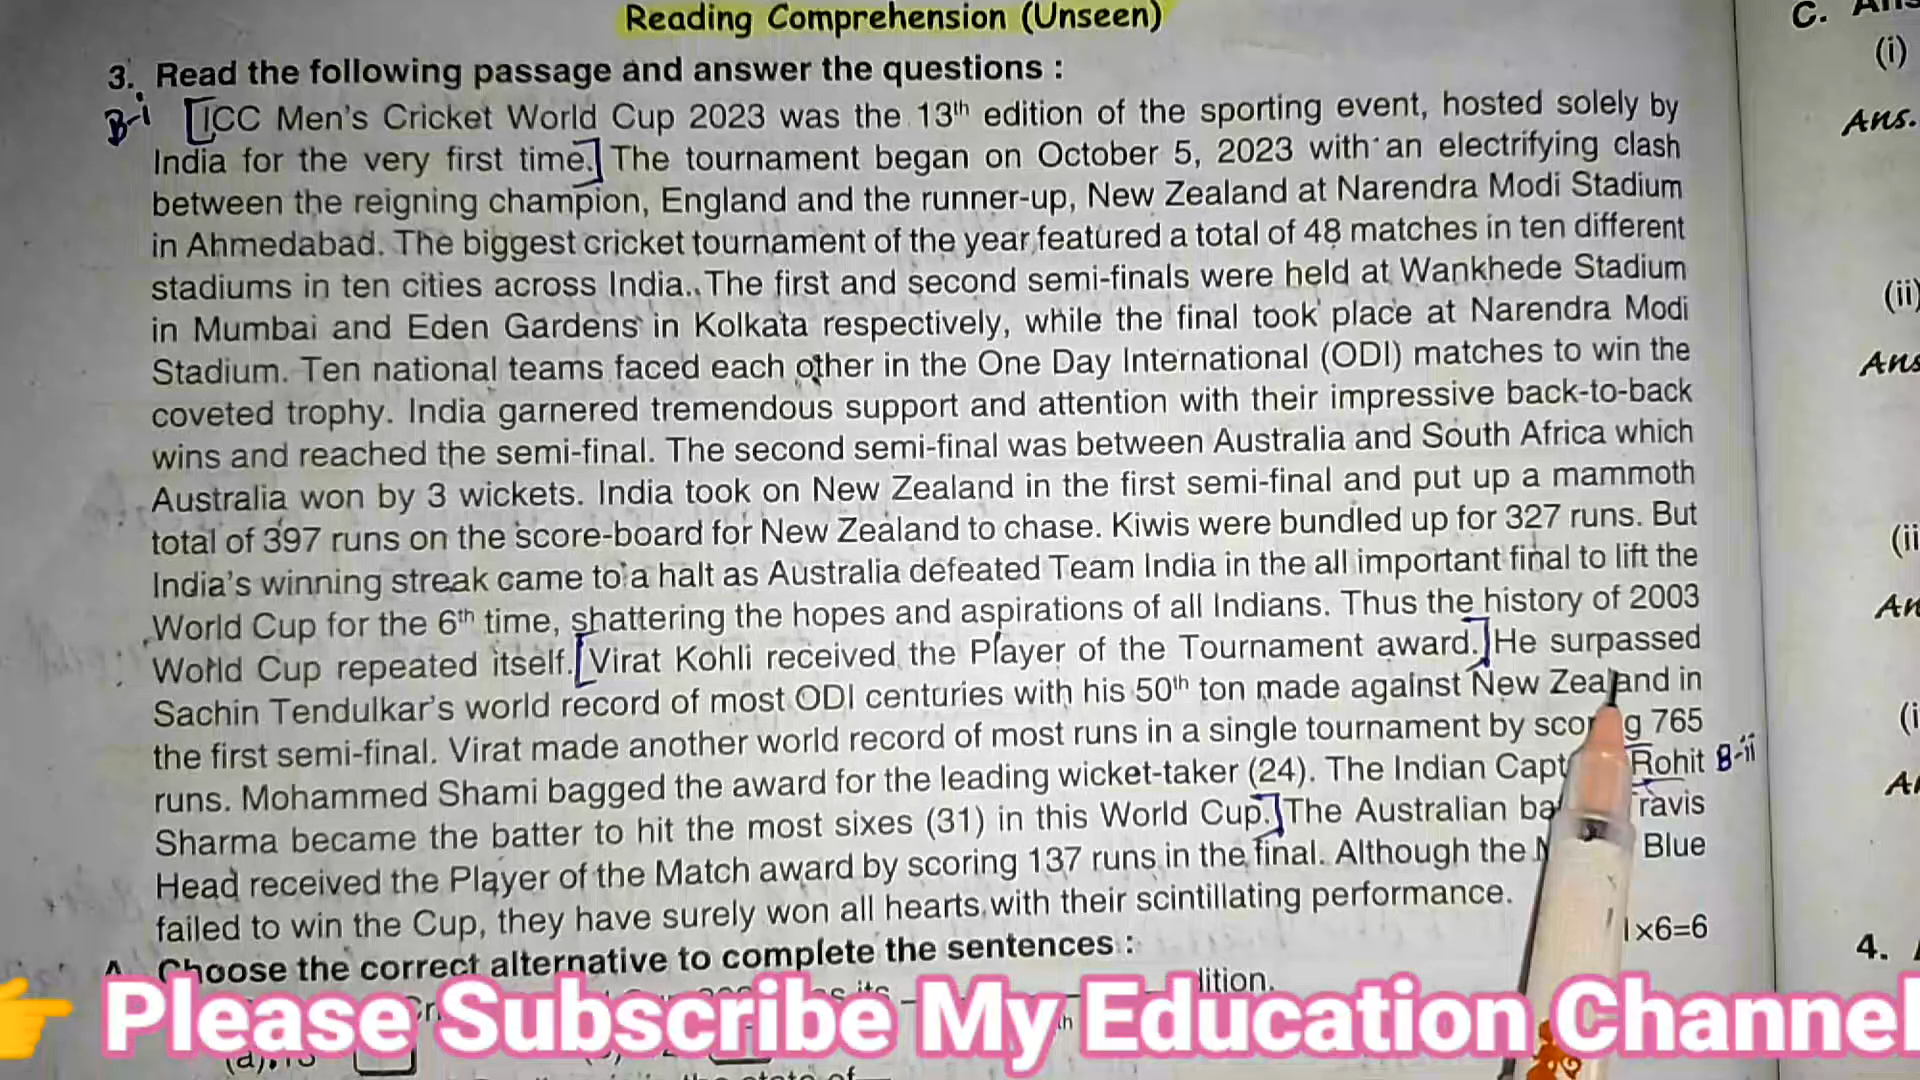 Reading Comprehension (Unseen)
3. Read the following passage and answer the questions :
B-i [ICC Men's Cricket World Cup 2023 was the 13th edition of the sporting event, hosted solely by
India for the very first time.] The tournament began on October 5, 2023 with an electrifying clash
between the reigning champion, England and the runner-up, New Zealand at Narendra Modi Stadium
in Ahmedabad. The biggest cricket tournament of the year featured a total of 48 matches in ten different
stadiums in ten cities across India. The first and second semi-finals were held at Wankhede Stadium
in Mumbai and Eden Gardens in Kolkata respectively, while the final took place at Narendra Modi
Stadium. Ten national teams faced each other in the One Day International (ODI) matches to win the
coveted trophy. India garnered tremendous support and attention with their impressive back-to-back
wins and reached the semi-final. The second semi-final was between Australia and South Africa which
Australia won by 3 wickets. India took on New Zealand in the first semi-final and put up a mammoth
total of 397 runs on the score-board for New Zealand to chase. Kiwis were bundled up for 327 runs. But
India's winning streak came to a halt as Australia defeated Team India in the all important final to lift the
World Cup for the 6th time, shattering the hopes and aspirations of all Indians. Thus the history of 2003
World Cup repeated itself. [Virat Kohli received the Player of the Tournament award.] He surpassed
Sachin Tendulkar's world record of most ODI centuries with his 50th ton made against New Zealand in
the first semi-final. Virat made another world record of most runs in a single tournament by 765
runs. Mohammed Shami bagged the award for the leading wicket-taker (24). The Indian Rohit B-ii
Sharma became the batter to hit the most sixes (31) in this World Cup.] The Australian
Head received the Player of the Match award by scoring 137 runs in the final. Although the Blue
failed to win the Cup, they have surely won all hearts with their scintillating performance.
A. Choose the correct alternative to complete the sentences : 1×6=6
Please Subscribe My Education Channel
C.
(i)
Ans.
(ii)
4.